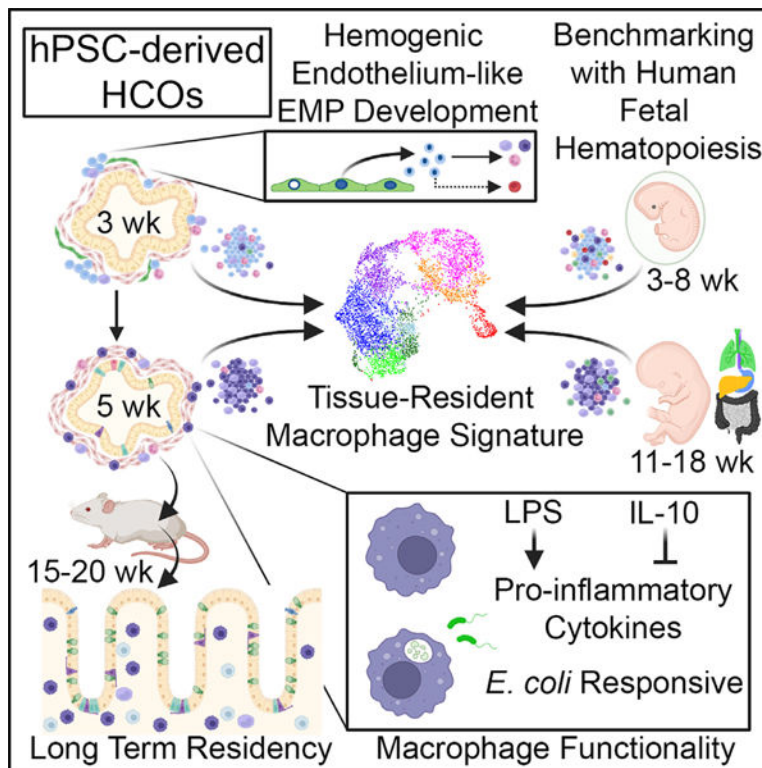 hPSC-derived
HCOs
Hemogenic
Endothelium-like
EMP Development
Benchmarking
with Human
Fetal
Hematopoiesis
3 wk
3-8 wk
5 wk
Tissue-Resident
Macrophage Signature
11-18 wk
15-20 wk
LPS
IL-10
Pro-inflammatory
Cytokines
E. coli Responsive
Long Term Residency
Macrophage Functionality